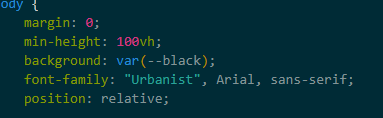 ody {
margin: 0;
min-height: 100vh;
background: var(--black);
font-family: "Urbanist", Arial, sans-serif;
position: relative;